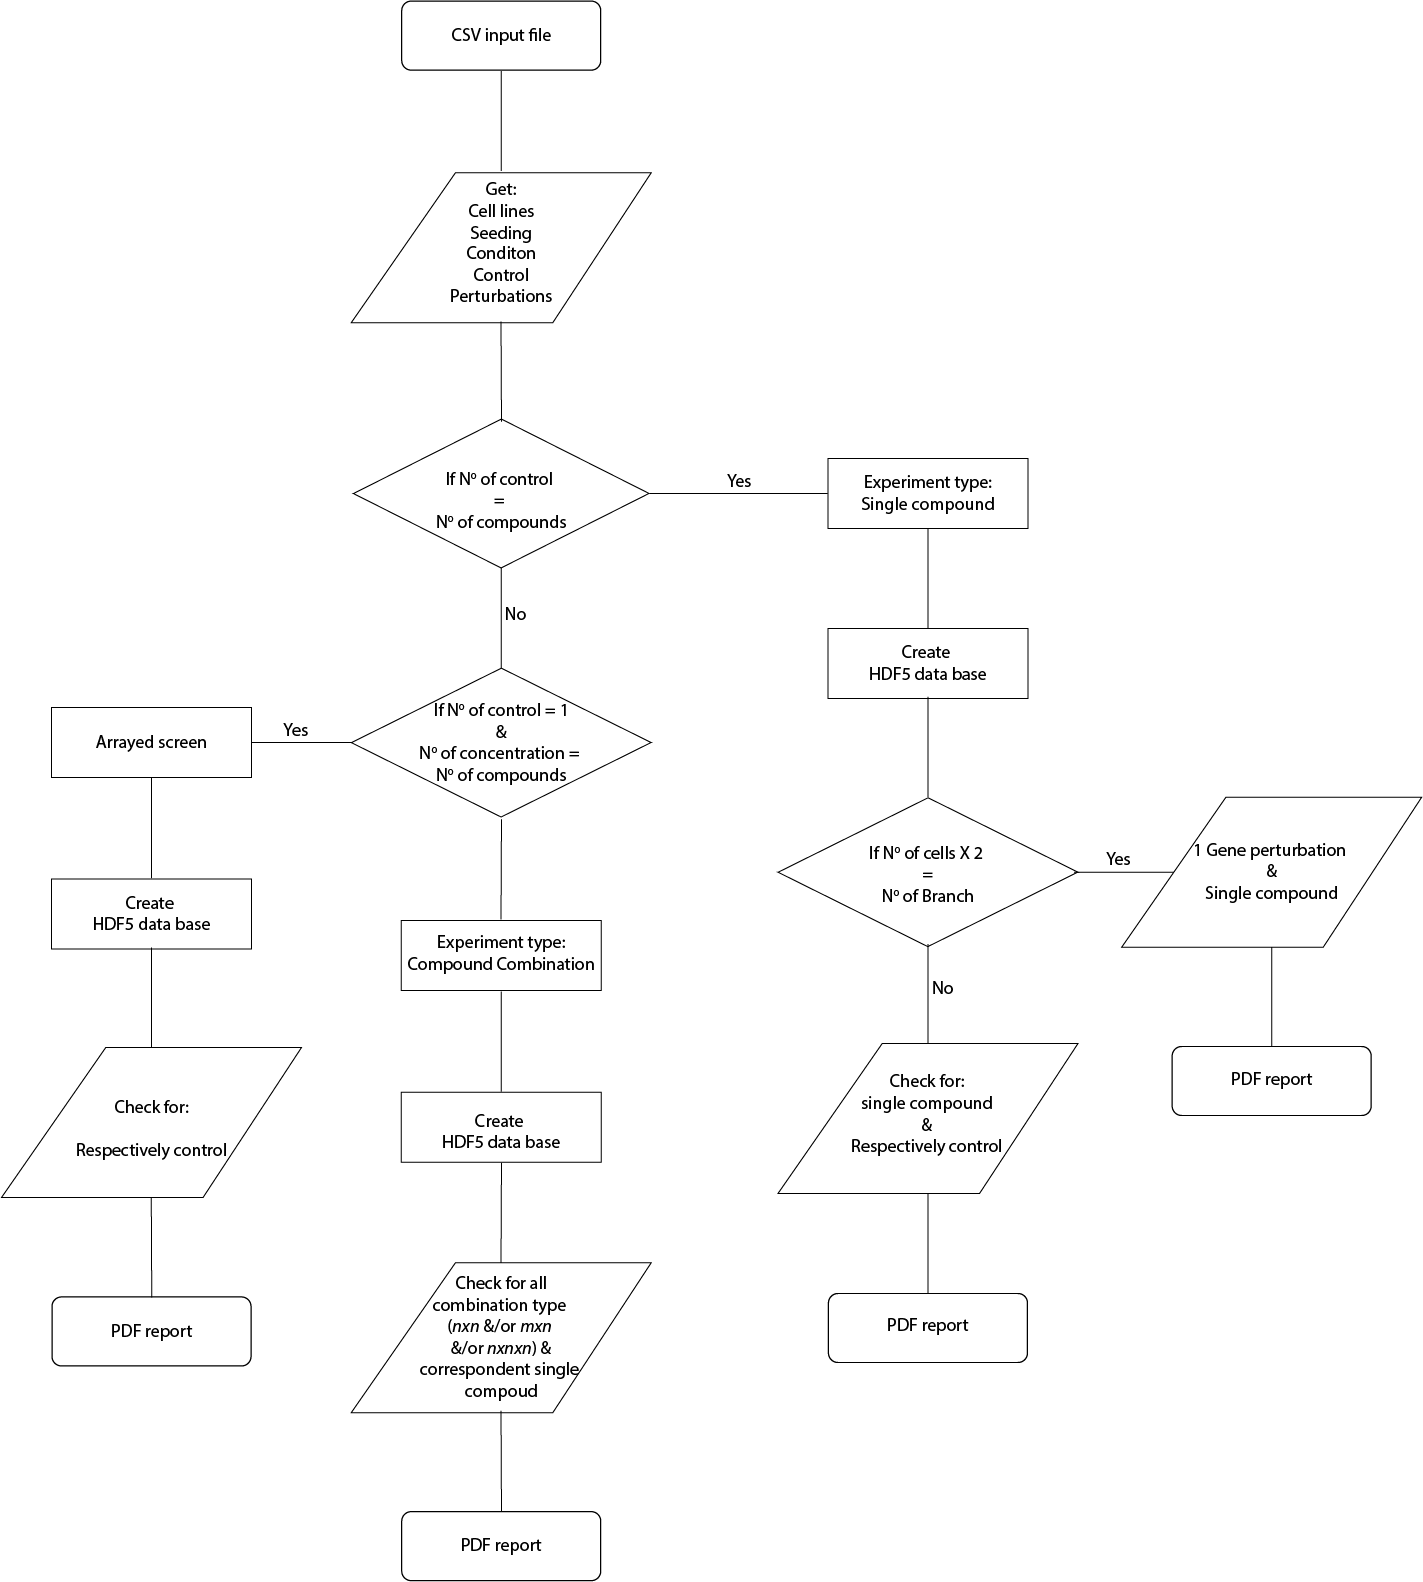 CSV input file
Get:
Cell lines
Seeding
Conditon
Control
Perturbations
If Nº of control
=
Nº of compounds
Yes
Experiment type:
Single compound
No
Create
HDF5 data base
If Nº of control = 1
&
Nº of concentration =
Nº of compounds
Yes
Arrayed screen
If Nº of cells X 2
=
Nº of Branch
Yes
1 Gene perturbation
&
Single compound
Create
HDF5 data base
Experiment type:
Compound Combination
No
Check for:
single compound
&
Respectively control
PDF report
Check for:
Respectively control
Create
HDF5 data base
Check for all
combination type
(nxn &/or mxn
&/or nxnxn) &
correspondent single
compoud
PDF report
PDF report
PDF report